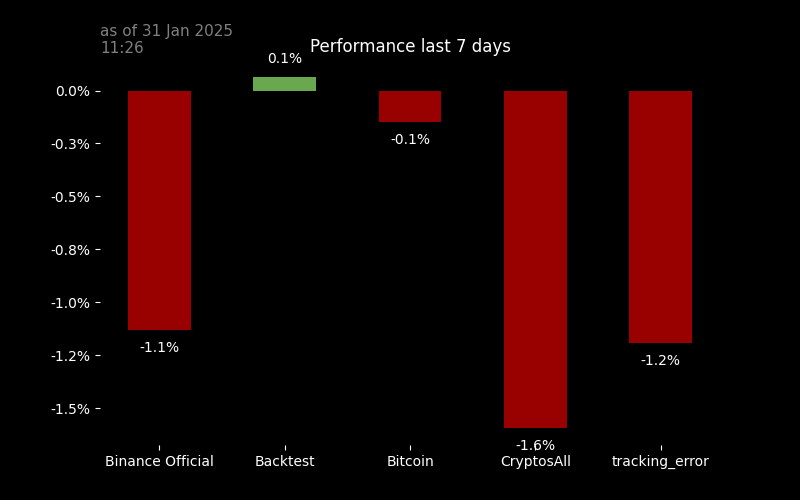 as of 31 Jan 2025
11:26
Performance last 7 days
0.1%
0.0%
-0.3%
-0.1%
-0.5%
-0.8%
-1.0%
-1.1%
-1.2%
-1.2%
-1.5%
-1.6%
Binance Official
Backtest
Bitcoin
CryptosAll
tracking_error